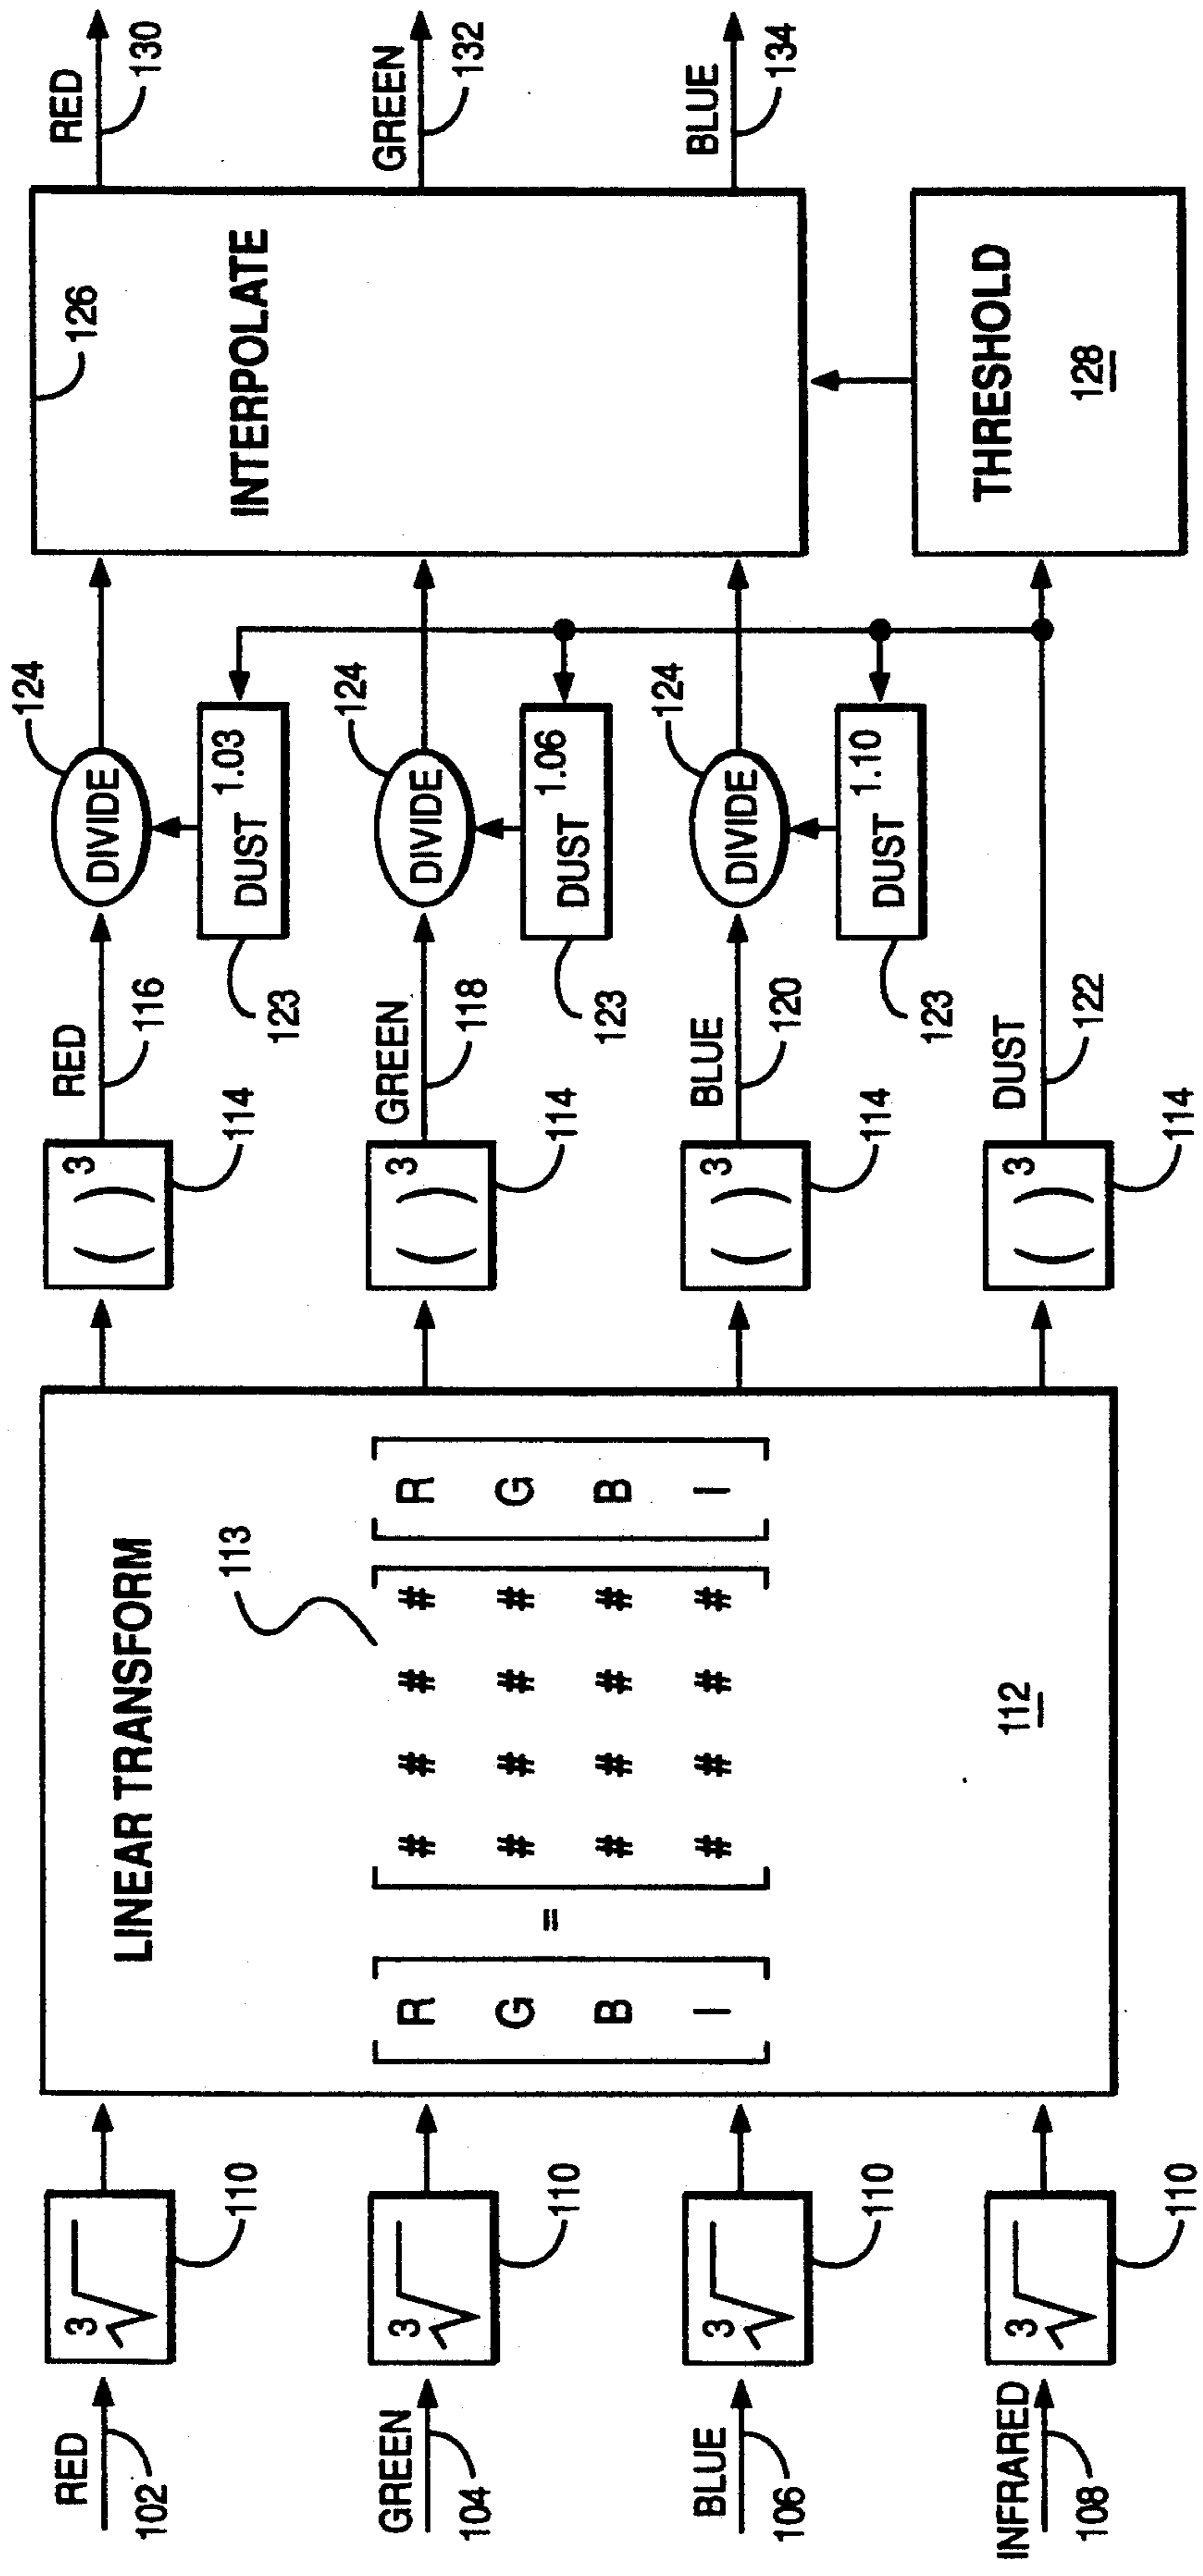 RED
102
3√
110
GREEN
104
3√
110
BLUE
106
3√
110
INFRARED
108
3√
110
LINEAR TRANSFORM
113
[R [# # # # [R
G = # # # # G
B # # # # B
I] # # # #] I]
112
( )3
114
RED
116
( )3
114
GREEN
118
( )3
114
BLUE
120
( )3
114
DUST
122
DIVIDE
124
DUST 1.03
123
DIVIDE
124
DUST 1.06
123
DIVIDE
124
DUST 1.10
123
INTERPOLATE
126
THRESHOLD
128
RED
130
GREEN
132
BLUE
134